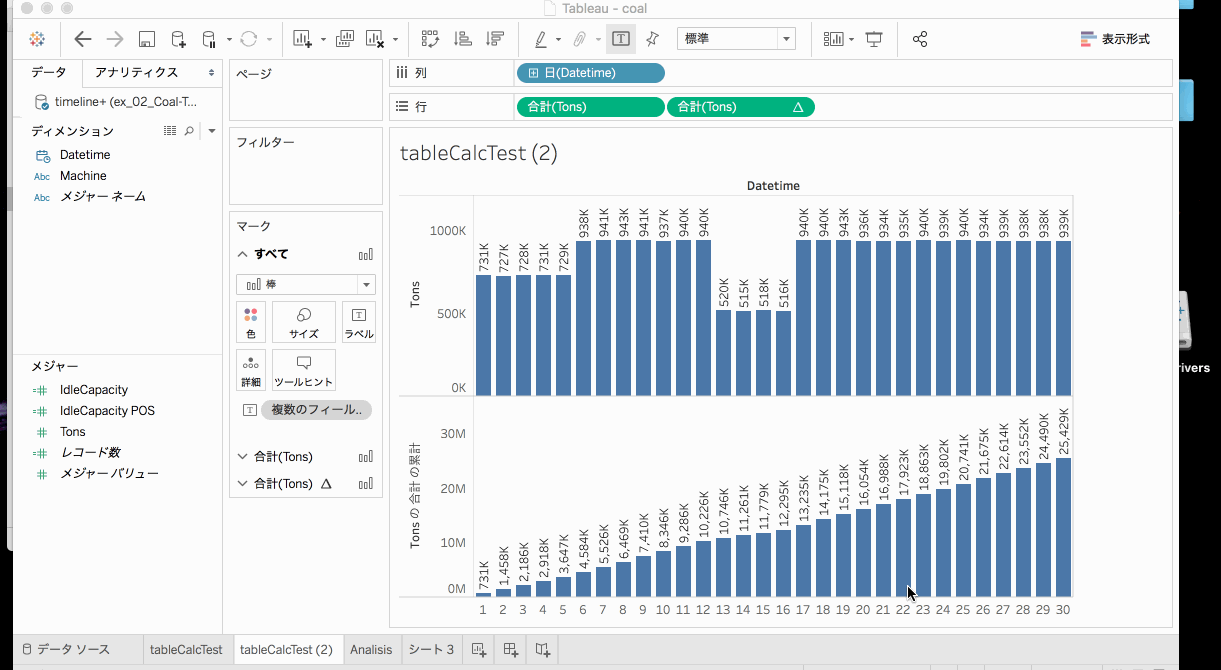 Tableau - coal
標準
表示形式
データ
アナリティクス
timeline+ (ex_02_Coal-T...
ディメンション
Datetime
Abc Machine
Abc メジャー ネーム
メジャー
IdleCapacity
IdleCapacity POS
Tons
レコード数
メジャー バリュー
ページ
フィルター
マーク
すべて
棒
色
サイズ
T
ラベル
詳細
ツールヒント
T 複数のフィール..
合計(Tons)
合計(Tons) △
列
日(Datetime)
行
合計(Tons)
合計(Tons) △
tableCalcTest (2)
Datetime
Tons
1000K
500K
0K
731K 727K 728K 731K 729K 938K 941K 943K 941K 937K 940K 940K 520K 515K 518K 516K 940K 940K 943K 936K 934K 935K 940K 939K 940K 934K 939K 938K 938K 939K
Tons の 合計 の累計
30M
20M
10M
0M
731K 1,458K 2,186K 2,918K 3,647K 4,584K 5,526K 6,469K 7,410K 8,346K 9,286K 10,226K 10,746K 11,261K 11,779K 12,295K 13,235K 14,175K 15,118K 16,054K 16,988K 17,923K 18,863K 19,802K 20,741K 21,675K 22,614K 23,552K 24,490K 25,429K
1 2 3 4 5 6 7 8 9 10 11 12 13 14 15 16 17 18 19 20 21 22 23 24 25 26 27 28 29 30
rivers
データ ソース
tableCalcTest
tableCalcTest (2)
Analisis
シート 3